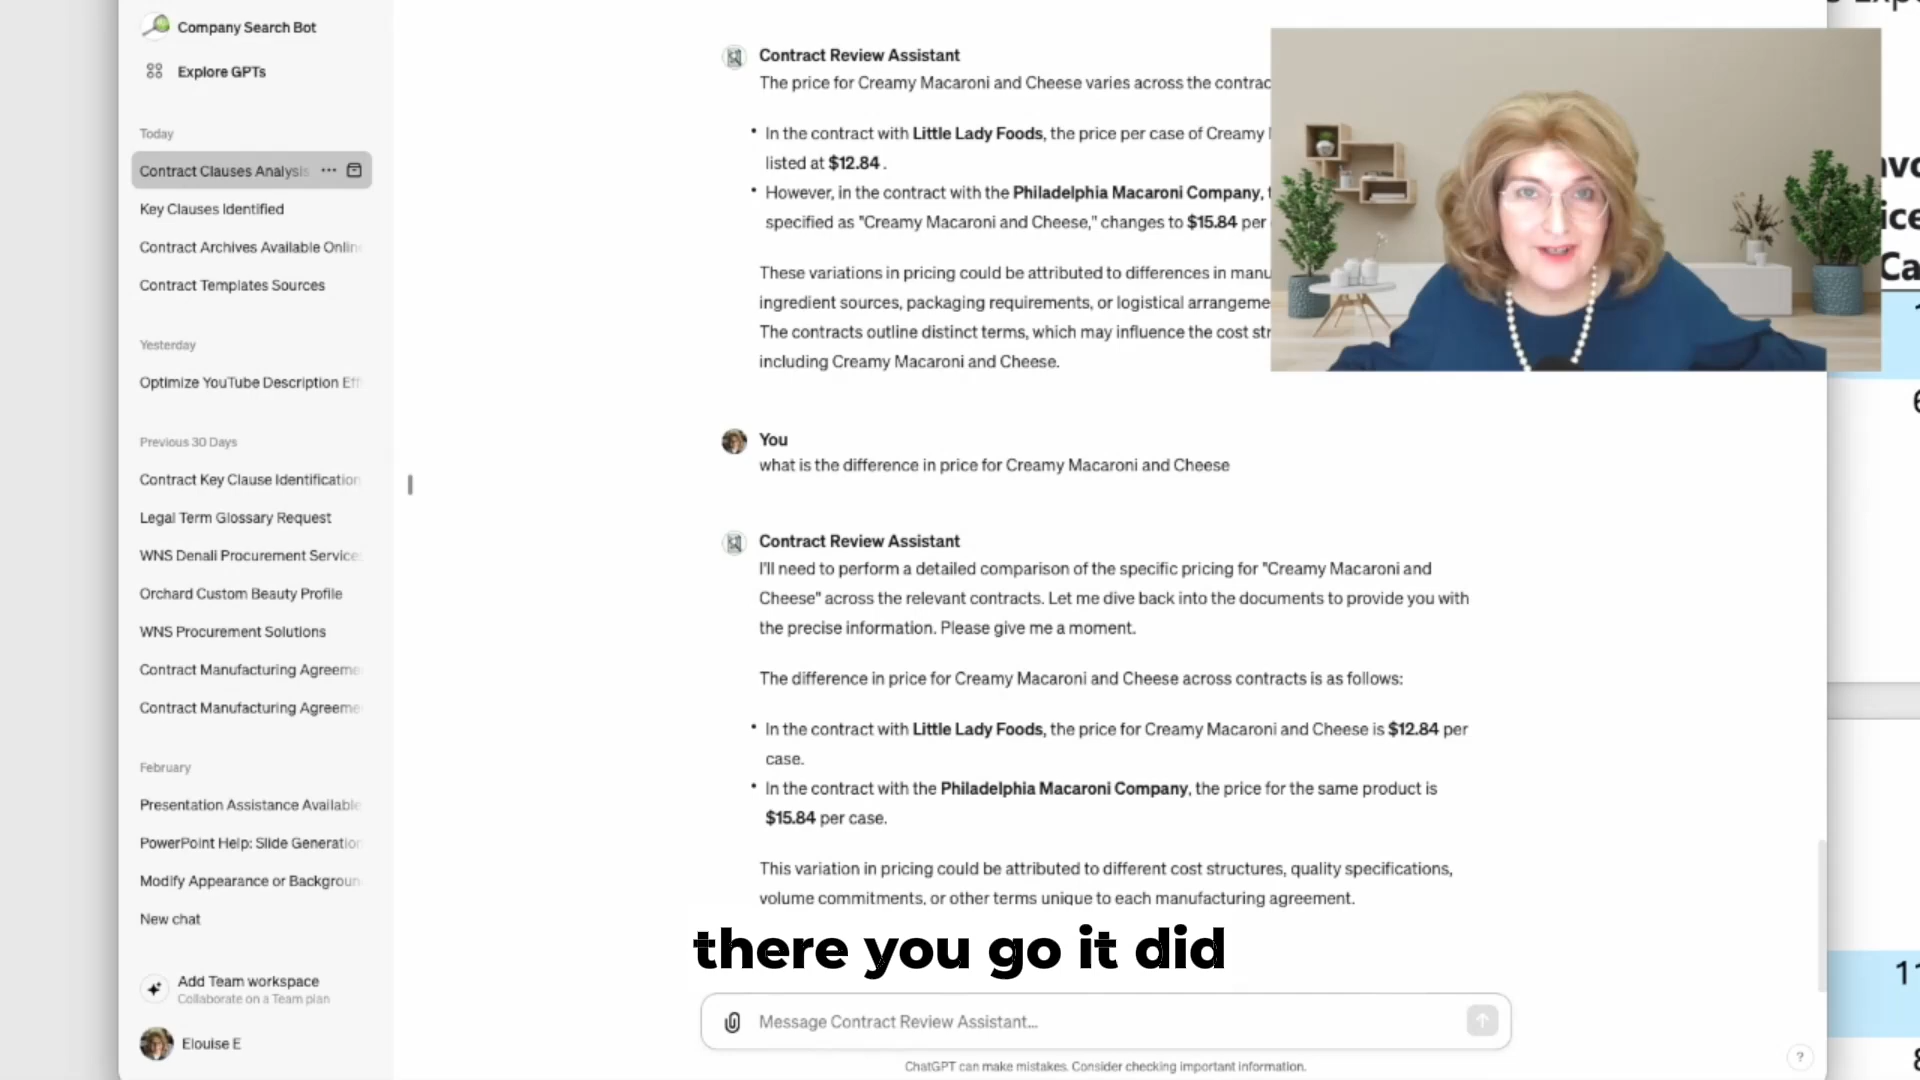 Company Search Bot
Explore GPTs
Today
Contract Clauses Analysis
Key Clauses Identified
Contract Archives Available Onlin
Contract Templates Sources
Yesterday
Optimize YouTube Description Eff
Previous 30 Days
Contract Key Clause Identification
Legal Term Glossary Request
WNS Denali Procurement Service
Orchard Custom Beauty Profile
WNS Procurement Solutions
Contract Manufacturing Agreeme
Contract Manufacturing Agreeme
February
Presentation Assistance Available
PowerPoint Help: Slide Generation
Modify Appearance or Backgroun
New chat
Add Team workspace
Collaborate on a Team plan
Elouise E
Contract Review Assistant
The price for Creamy Macaroni and Cheese varies across the contrac
• In the contract with Little Lady Foods, the price per case of Creamy
listed at $12.84 .
• However, in the contract with the Philadelphia Macaroni Company,
specified as "Creamy Macaroni and Cheese," changes to $15.84 per
These variations in pricing could be attributed to differences in manu
ingredient sources, packaging requirements, or logistical arrangeme
The contracts outline distinct terms, which may influence the cost str
including Creamy Macaroni and Cheese.
You
what is the difference in price for Creamy Macaroni and Cheese
Contract Review Assistant
I'll need to perform a detailed comparison of the specific pricing for "Creamy Macaroni and
Cheese" across the relevant contracts. Let me dive back into the documents to provide you with
the precise information. Please give me a moment.
The difference in price for Creamy Macaroni and Cheese across contracts is as follows:
• In the contract with Little Lady Foods, the price for Creamy Macaroni and Cheese is $12.84 per
case.
• In the contract with the Philadelphia Macaroni Company, the price for the same product is
$15.84 per case.
This variation in pricing could be attributed to different cost structures, quality specifications,
volume commitments, or other terms unique to each manufacturing agreement.
there you go it did
Message Contract Review Assistant...
ChatGPT can make mistakes. Consider checking important information.
?